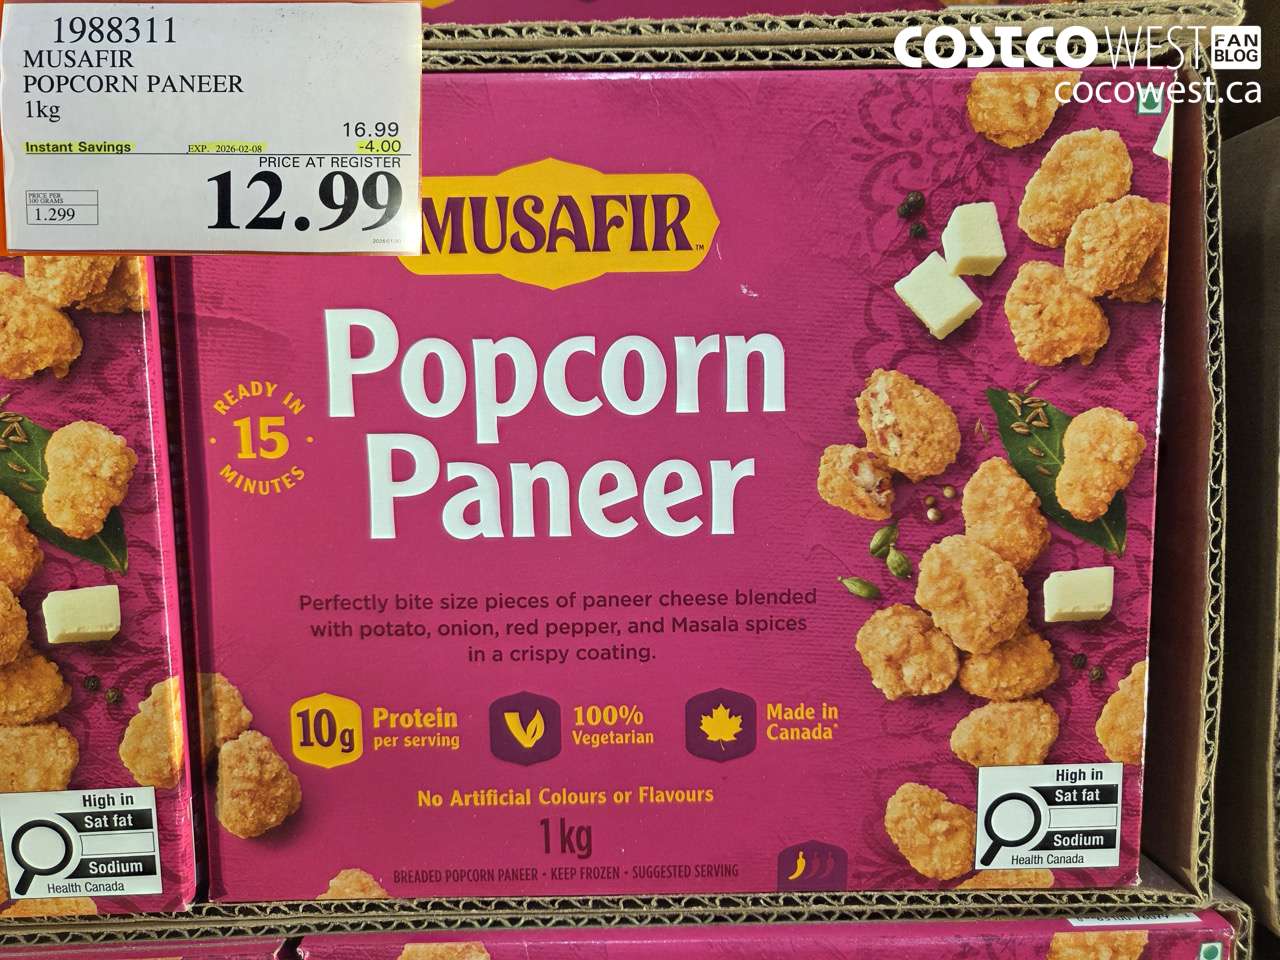 1988311
MUSAFIR
POPCORN PANEER
1kg
16.99
Instant Savings EXP. 2026-02-08 -4.00
PRICE AT REGISTER
12.99
PRICE PER
100 GRAMS
1.299
COSTCO WEST FAN BLOG
cocowest.ca
MUSAFIR™
Popcorn
Paneer
READY IN
15
MINUTES
Perfectly bite size pieces of paneer cheese blended
with potato, onion, red pepper, and Masala spices
in a crispy coating.
10g Protein
per serving
100%
Vegetarian
Made in
Canada*
No Artificial Colours or Flavours
1 kg
BREADED POPCORN PANEER • KEEP FROZEN • SUGGESTED SERVING
High in
Sat fat
Sodium
Health Canada
High in
Sat fat
Sodium
Health Canada